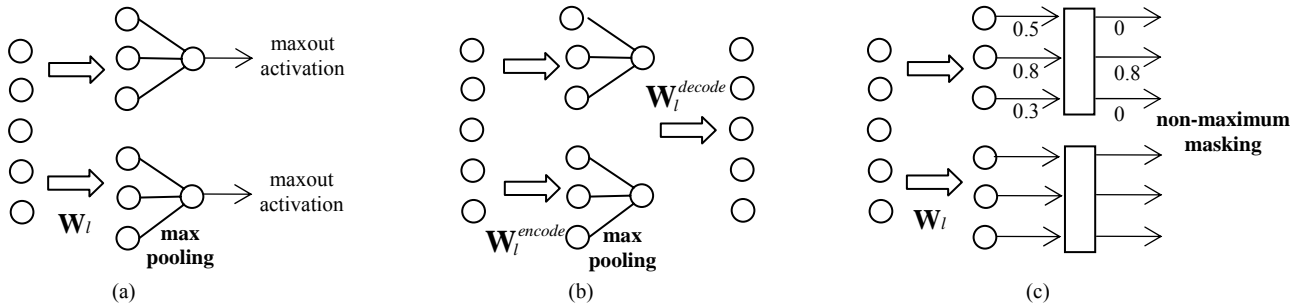 maxout
activation
maxout
activation
W_l
max
pooling
(a)
W_l^{encode}
max
pooling
W_l^{decode}
(b)
0.5
0
0.8
0.8
0.3
0
non-maximum
masking
W_l
(c)